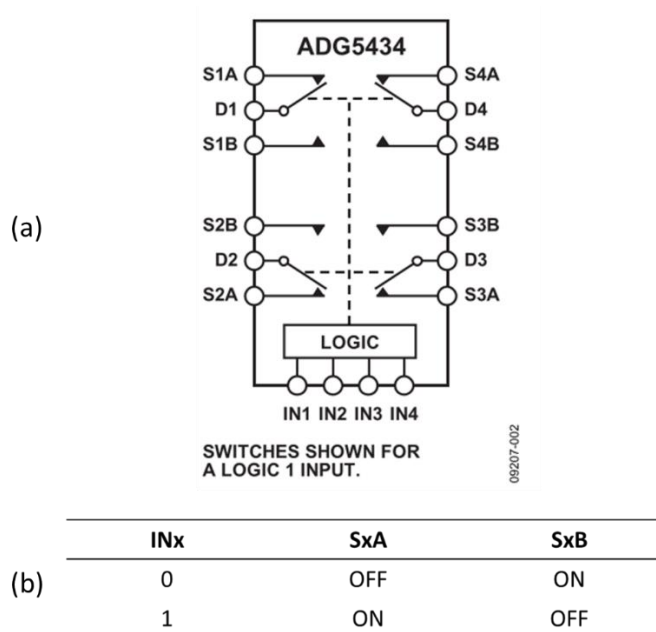 ADG5434
S1A S4A
D1 D4
S1B S4B
(a)
S2B S3B
D2 D3
S2A S3A
LOGIC
IN1 IN2 IN3 IN4
SWITCHES SHOWN FOR
A LOGIC 1 INPUT.
09207-002
(b)
INx SxA SxB
0 OFF ON
1 ON OFF